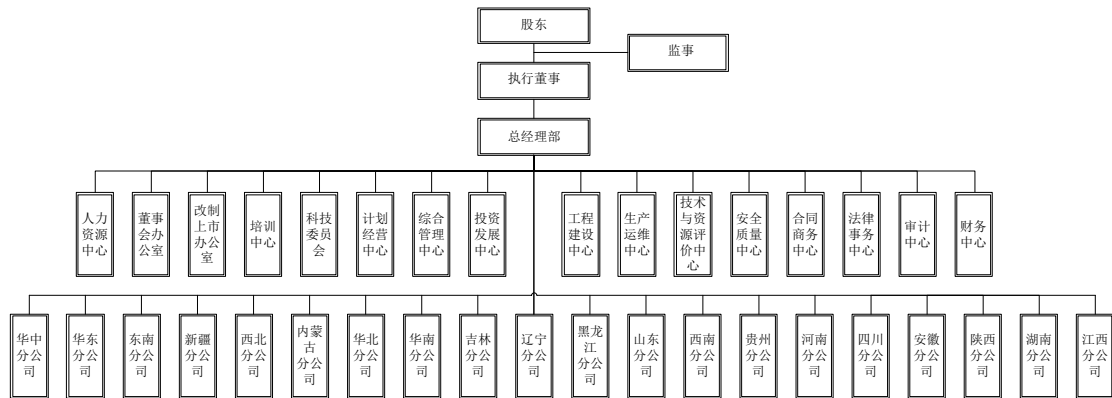 股东
监事
执行董事
总经理部
人力
资源
中心
董事
会办
公室
改制
上市
办公
室
培训
中心
科技
委员
会
计划
经营
中心
综合
管理
中心
投资
发展
中心
工程
建设
中心
生产
运维
中心
技术
与资
源评
价中
心
安全
质量
中心
合同
商务
中心
法律
事务
中心
审计
中心
财务
中心
华中
分公
司
华东
分公
司
东南
分公
司
新疆
分公
司
西北
分公
司
内蒙
古
分公
司
华北
分公
司
华南
分公
司
吉林
分公
司
辽宁
分公
司
黑龙
江
分公
司
山东
分公
司
西南
分公
司
贵州
分公
司
河南
分公
司
四川
分公
司
安徽
分公
司
陕西
分公
司
湖南
分公
司
江西
分公
司